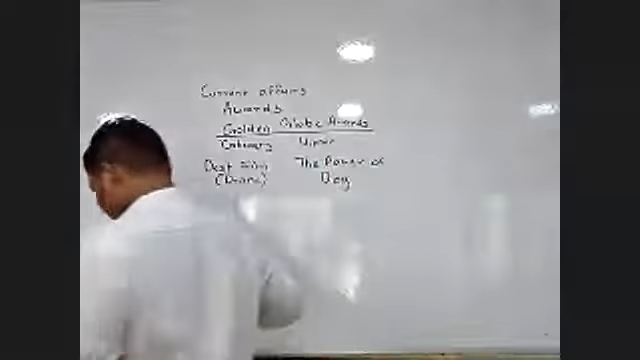 Current affairs
Awards
Golden Globe Awards
Category Winner
Best Film The Power of
(Drama) Dog